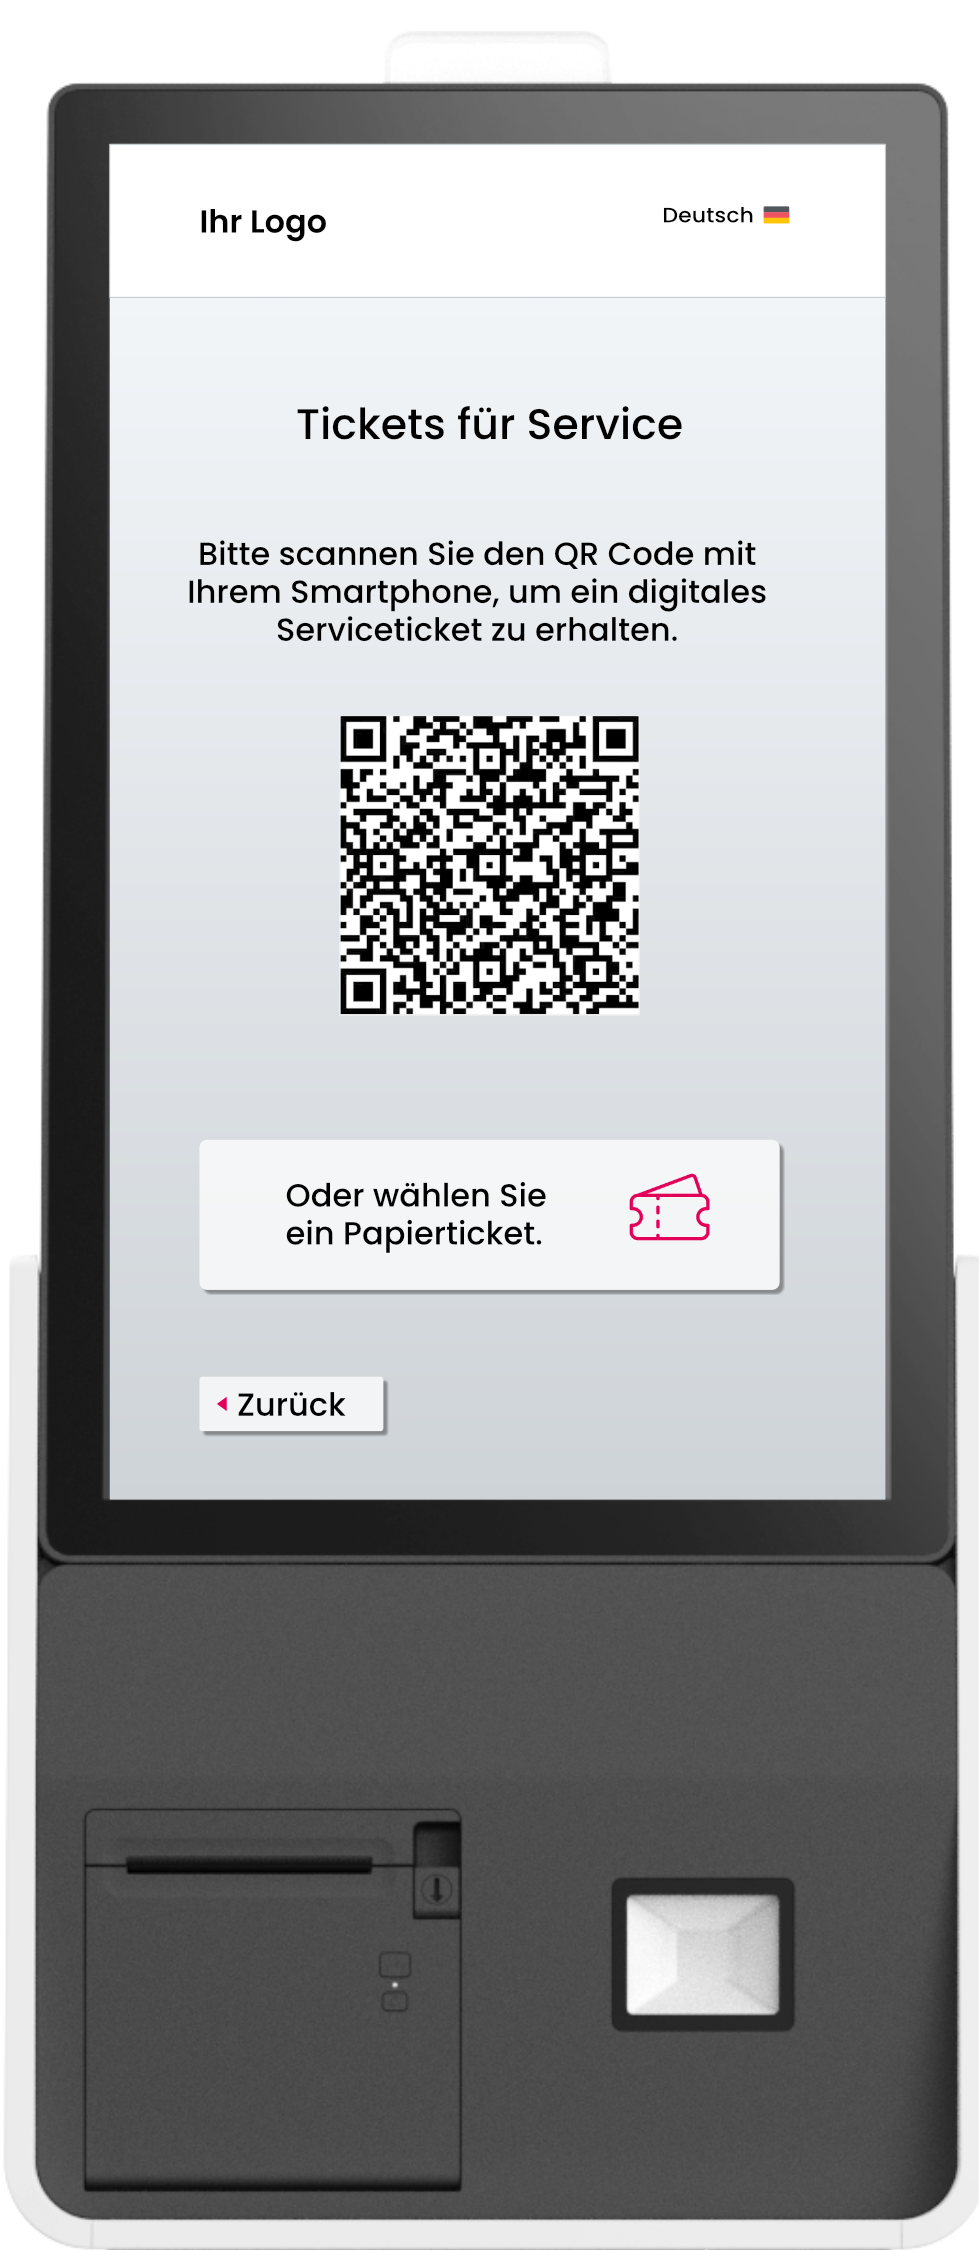 Ihr Logo
Deutsch
Tickets für Service
Bitte scannen Sie den QR Code mit
Ihrem Smartphone, um ein digitales
Serviceticket zu erhalten.
Oder wählen Sie
ein Papierticket.
Zurück